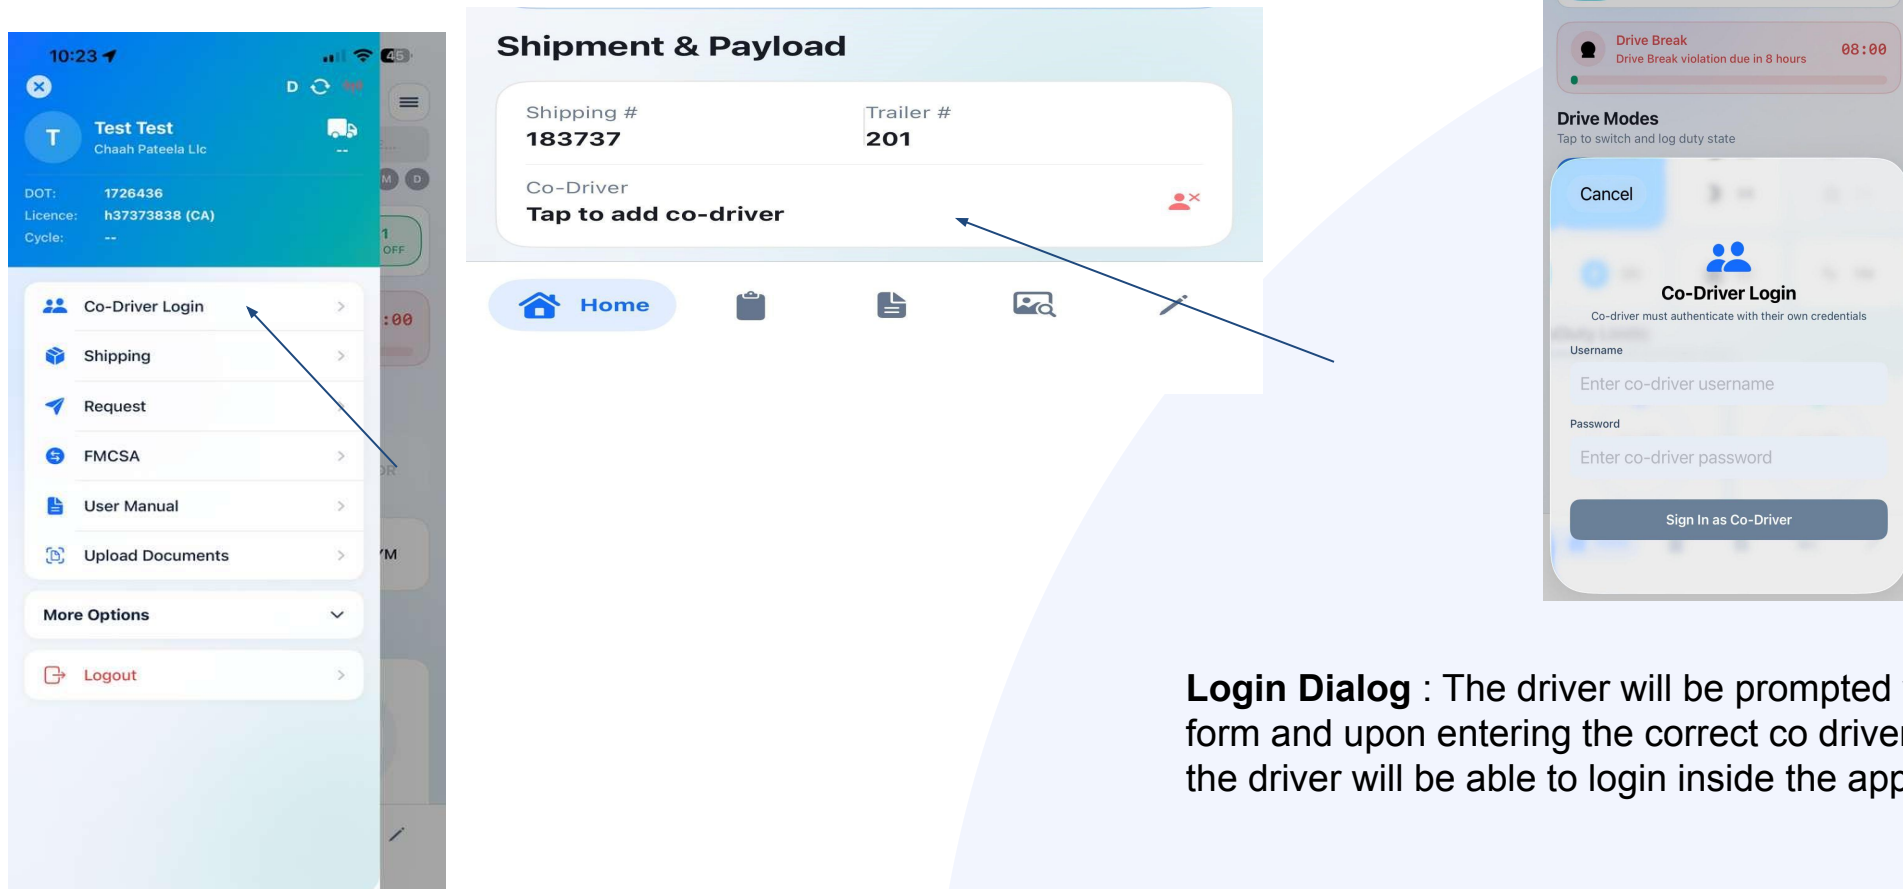 10:23
45
D
T
Test Test
Chaah Pateela Llc
--
DOT: 1726436
Licence: h37373838 (CA)
Cycle: --
M D
1
OFF
:00
Co-Driver Login
Shipping
Request
FMCSA
User Manual
Upload Documents
More Options
Logout
Shipment & Payload
Shipping #
183737
Trailer #
201
Co-Driver
Tap to add co-driver
Home
Drive Break
Drive Break violation due in 8 hours
08:00
Drive Modes
Tap to switch and log duty state
Cancel
Co-Driver Login
Co-driver must authenticate with their own credentials
Username
Enter co-driver username
Password
Enter co-driver password
Sign In as Co-Driver
Login Dialog : The driver will be prompted
form and upon entering the correct co driver
the driver will be able to login inside the app